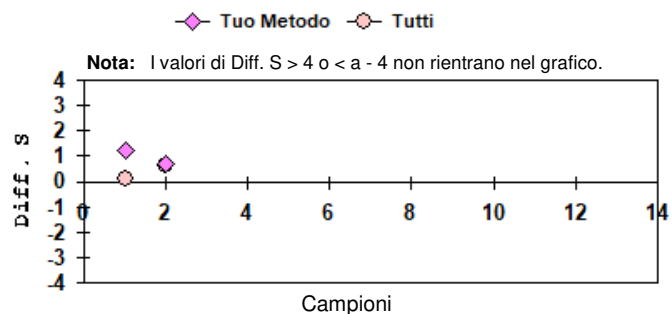 Tuo Metodo Tutti
Nota: I valori di Diff. S > 4 o < a - 4 non rientrano nel grafico.
4
3
2
1
0
-1
-2
-3
-4
Diff. S
0 2 4 6 8 10 12 14
Campioni